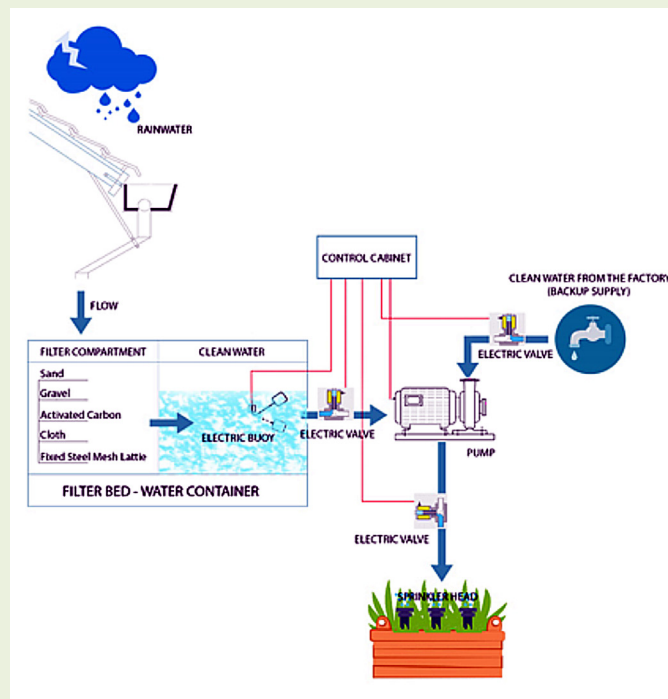 RAINWATER
CONTROL CABINET
CLEAN WATER FROM THE FACTORY
(BACKUP SUPPLY)
FLOW
ELECTRIC VALVE
FILTER COMPARTMENT
CLEAN WATER
Sand
Gravel
Activated Carbon
Cloth
Fixed Steel Mesh Lattie
ELECTRIC BUOY
ELECTRIC VALVE
PUMP
FILTER BED - WATER CONTAINER
ELECTRIC VALVE
SPRINKLER HEAD